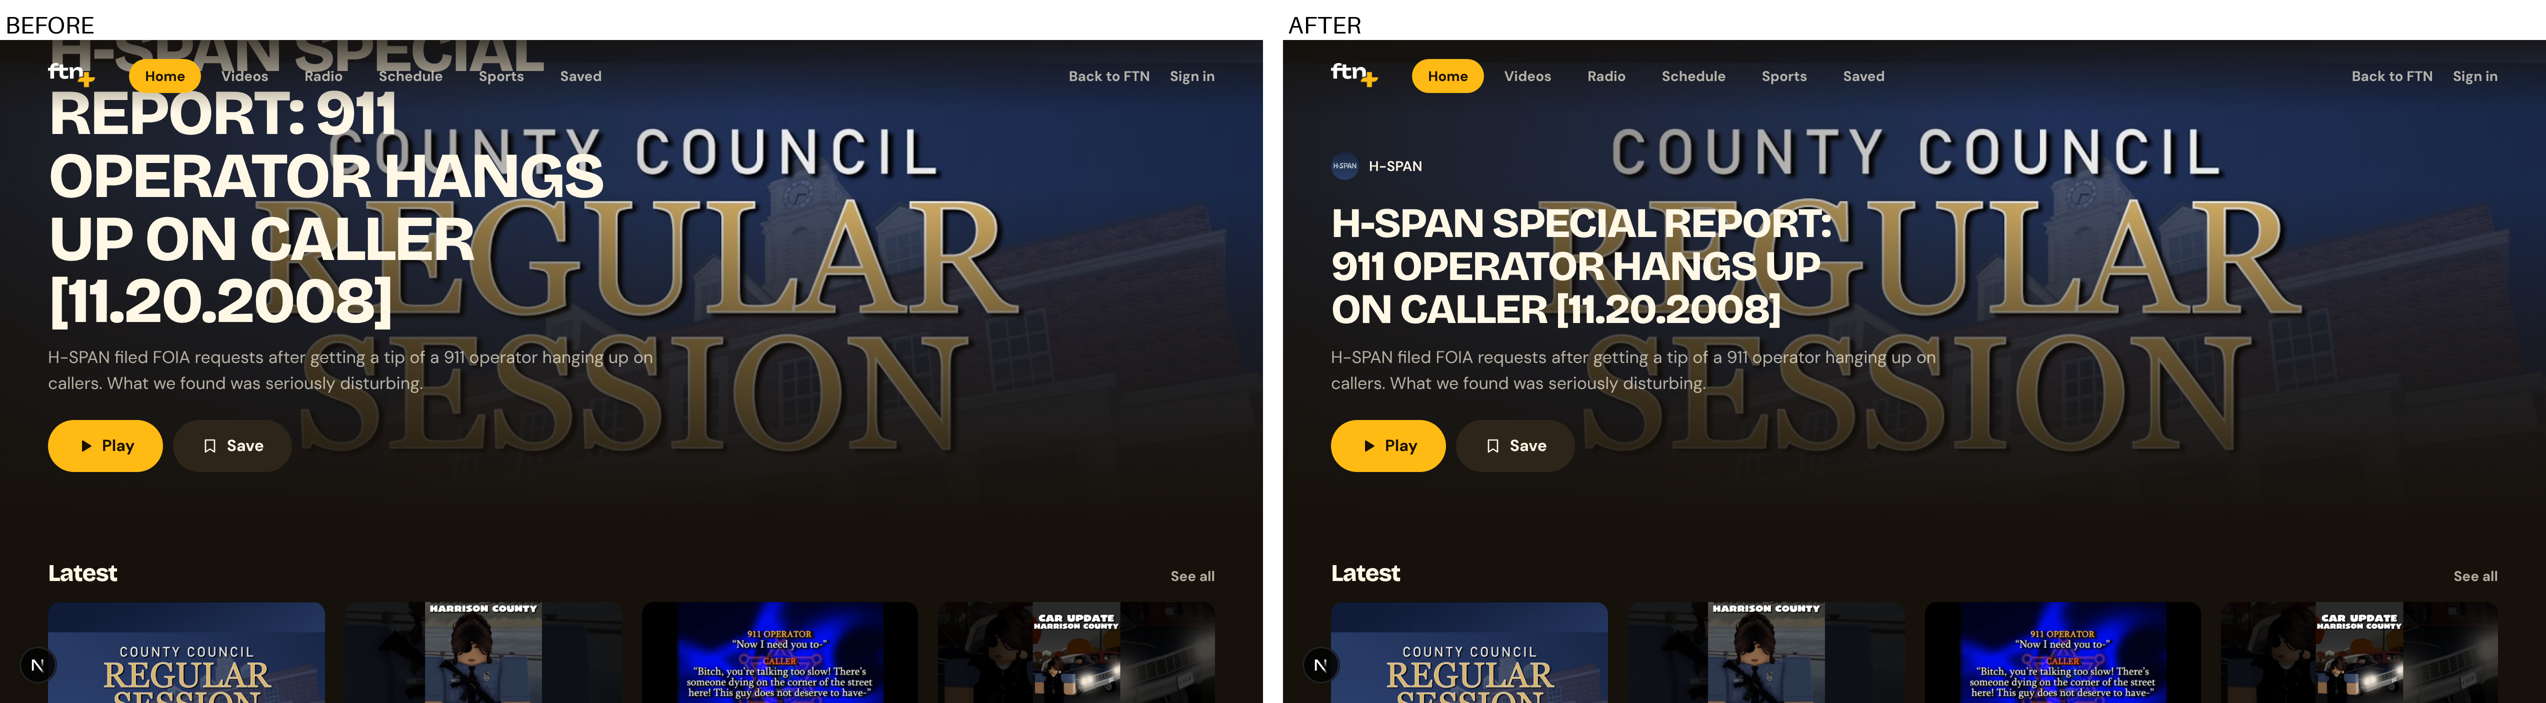 BEFORE
H-SPAN SPECIAL
ftn+ Home Videos Radio Schedule Sports Saved Back to FTN Sign in
REPORT: 911
OPERATOR HANGS
UP ON CALLER
[11.20.2008]
COUNTY COUNCIL
REGULAR
SESSION
H-SPAN filed FOIA requests after getting a tip of a 911 operator hanging up on
callers. What we found was seriously disturbing.
Play Save
Latest See all
COUNTY COUNCIL
REGULAR
SESSION
HARRISON COUNTY
911 OPERATOR
"Now I need you to-"
CALLER
"Bitch, you're talking too slow! There's
someone dying on the corner of the street
here! This guy does not deserve to have-"
CAR UPDATE
HARRISON COUNTY
N
AFTER
ftn+ Home Videos Radio Schedule Sports Saved Back to FTN Sign in
COUNTY COUNCIL
REGULAR
SESSION
H-SPAN H-SPAN
H-SPAN SPECIAL REPORT:
911 OPERATOR HANGS UP
ON CALLER [11.20.2008]
H-SPAN filed FOIA requests after getting a tip of a 911 operator hanging up on
callers. What we found was seriously disturbing.
Play Save
Latest See all
COUNTY COUNCIL
REGULAR
SESSION
HARRISON COUNTY
911 OPERATOR
"Now I need you to-"
CALLER
"Bitch, you're talking too slow! There's
someone dying on the corner of the street
here! This guy does not deserve to have-"
CAR UPDATE
HARRISON COUNTY
N